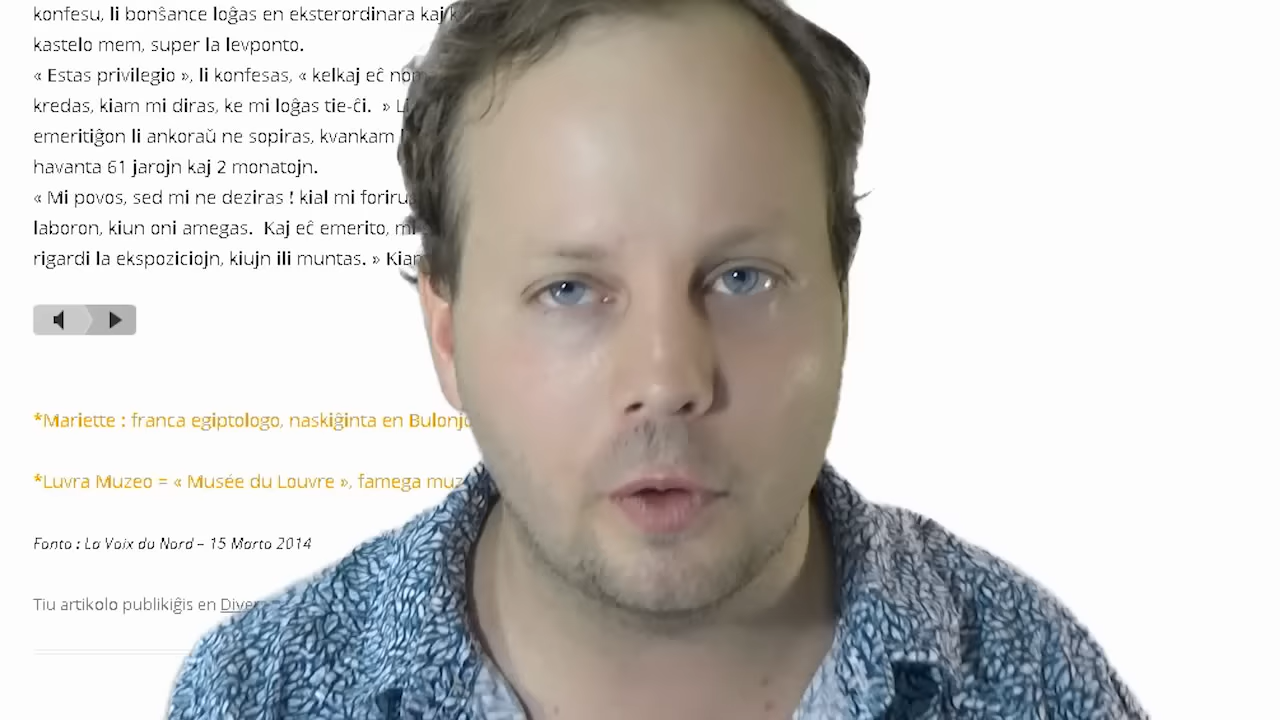 konfesu, li bonŝance loĝas en eksterordinara kaj
kastelo mem, super la levponto.
« Estas privilegio », li konfesas, « kelkaj eĉ
kredas, kiam mi diras, ke mi loĝas tie-ĉi. » Li
emeritiĝon li ankoraŭ ne sopiras, kvankam
havanta 61 jarojn kaj 2 monatojn.
« Mi povos, sed mi ne deziras ! kial mi
laboron, kiun oni amegas. Kaj eĉ emerito,
rigardi la ekspoziciojn, kiujn ili muntas. »
*Mariette : franca egiptologo, naskiĝinta en
*Luvra Muzeo = « Musée du Louvre », famega
Fonto : La Voix du Nord – 15 Marto 2014
Tiu artikolo publikiĝis en